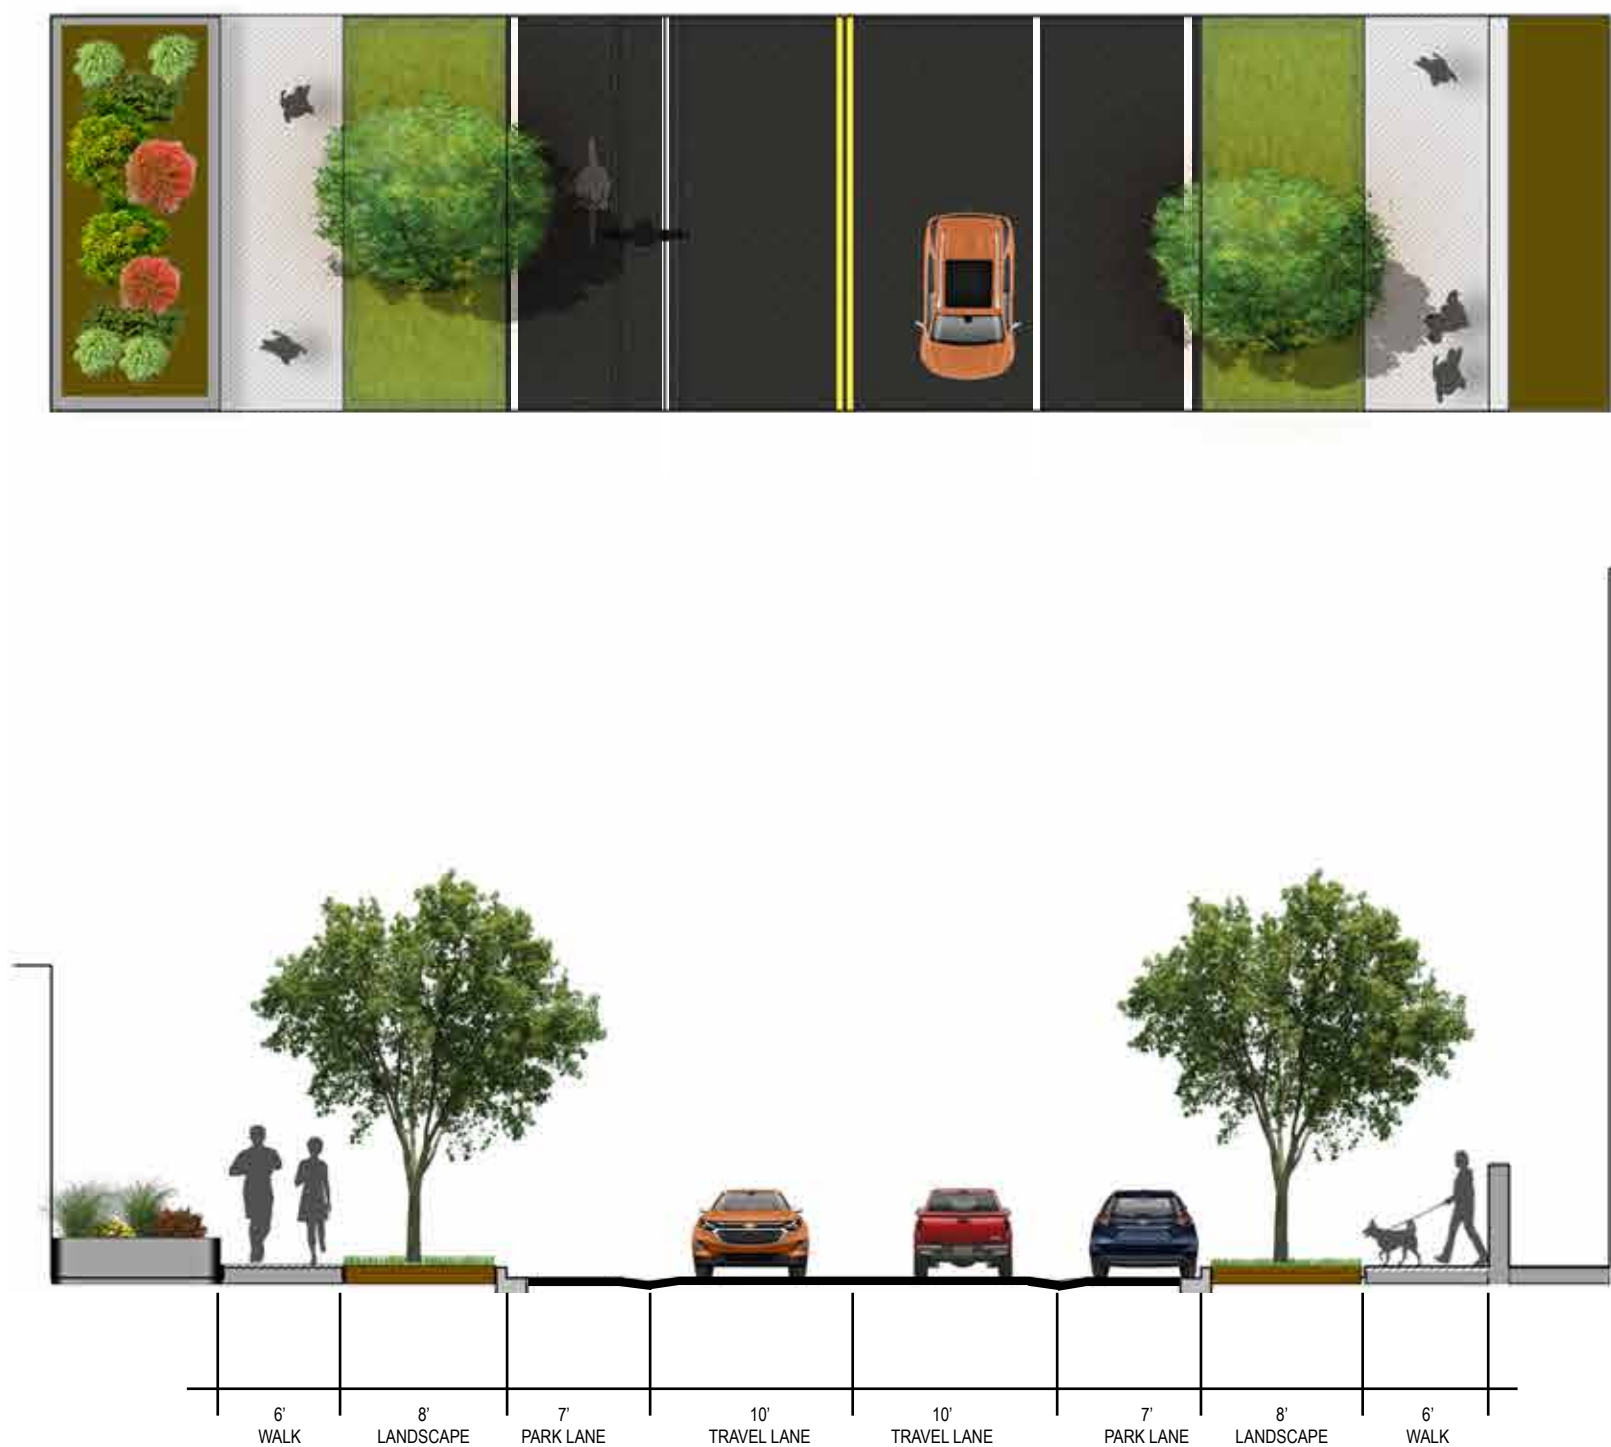 6’ 8’ 7’ 10’ 10’ 7’ 8’ 6’
WALK LANDSCAPE PARK LANE TRAVEL LANE TRAVEL LANE PARK LANE LANDSCAPE WALK